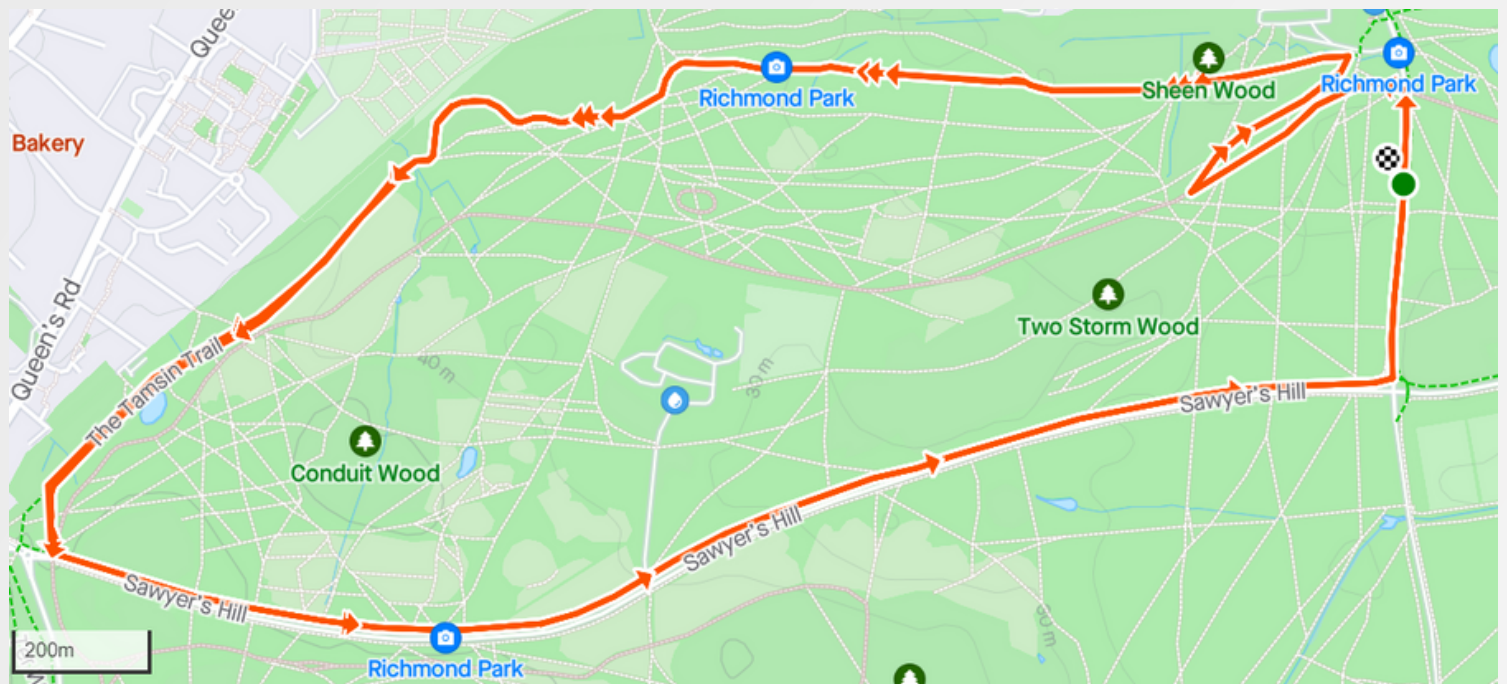 Quee
Bakery
Richmond Park
Sheen Wood
Richmond Park
Queen's Rd
Two Storm Wood
The Tamsin Trail
40 m
30 m
Sawyer's Hill
Conduit Wood
Sawyer's Hill
Sawyer's Hill
30 m
200m
Richmond Park